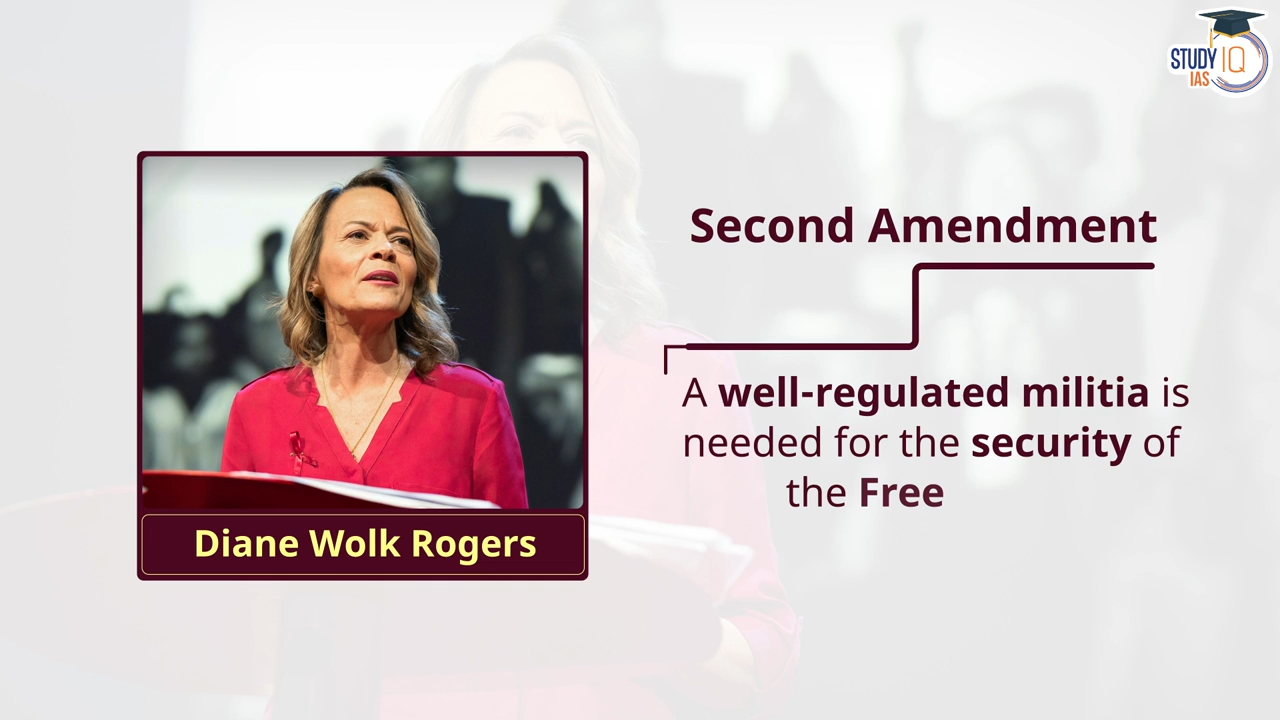 STUDY IQ
IAS
Second Amendment
A well-regulated militia is
needed for the security of
the Free
Diane Wolk Rogers